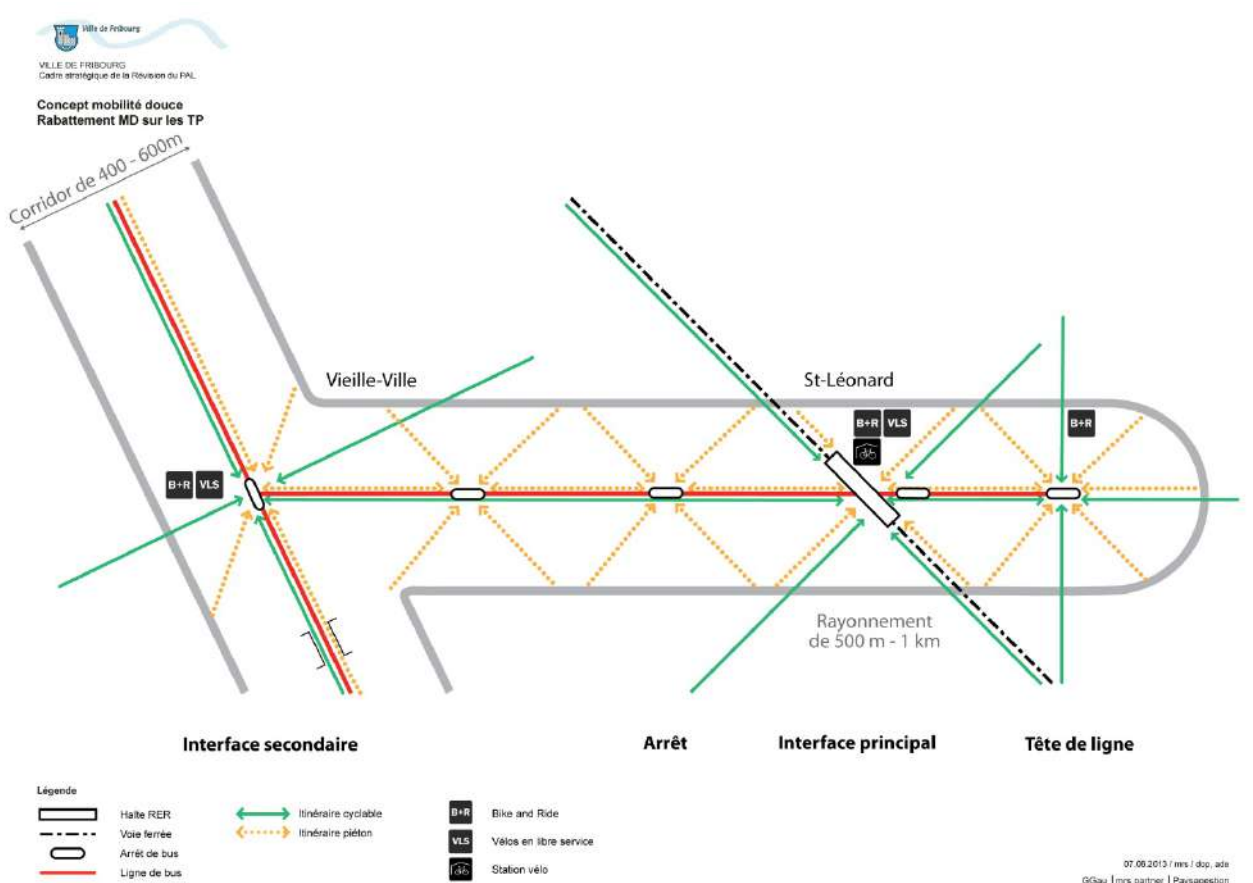 Ville de Fribourg
VILLE DE FRIBOURG
Cadre stratégique de la Révision du PAL
Concept mobilité douce
Rabattement MD sur les TP
Corridor de 400 - 600m
Vieille-Ville
St-Léonard
B+R VLS
B+R
B+R VLS
Rayonnement
de 500 m - 1 km
Interface secondaire
Arrêt
Interface principal
Tête de ligne
Légende
Halte RER
Voie ferrée
Arrêt de bus
Ligne de bus
Itinéraire cyclable
Itinéraire piéton
B+R Bike and Ride
VLS Vélos en libre service
Station vélo
07.08.2013 / mrs / dop, ade
GGau | mrs partner | Paysagestion